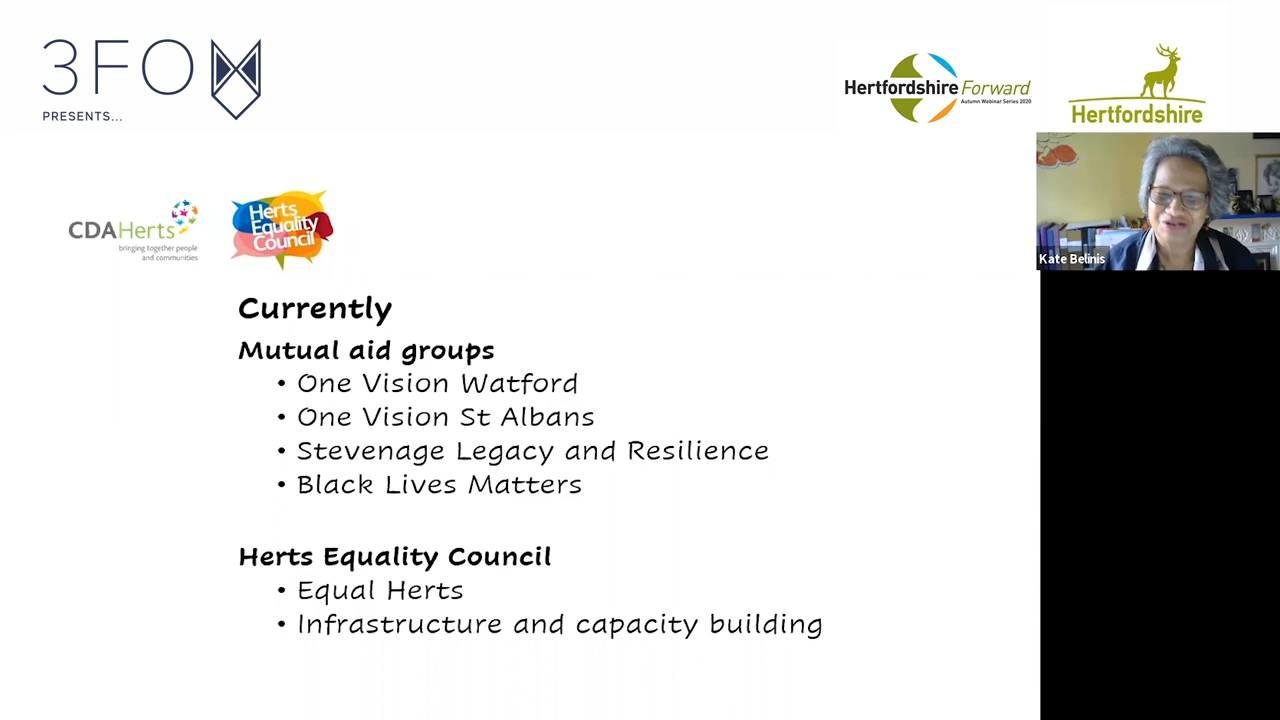 3FOX
PRESENTS...
Hertfordshire Forward
Autumn Webinar Series 2020
Hertfordshire
CDAHerts
bringing together people
and communities
Herts
Equality
Council
Kate Belinis
Currently
Mutual aid groups
• One Vision Watford
• One Vision St Albans
• Stevenage Legacy and Resilience
• Black Lives Matters
Herts Equality Council
• Equal Herts
• Infrastructure and capacity building